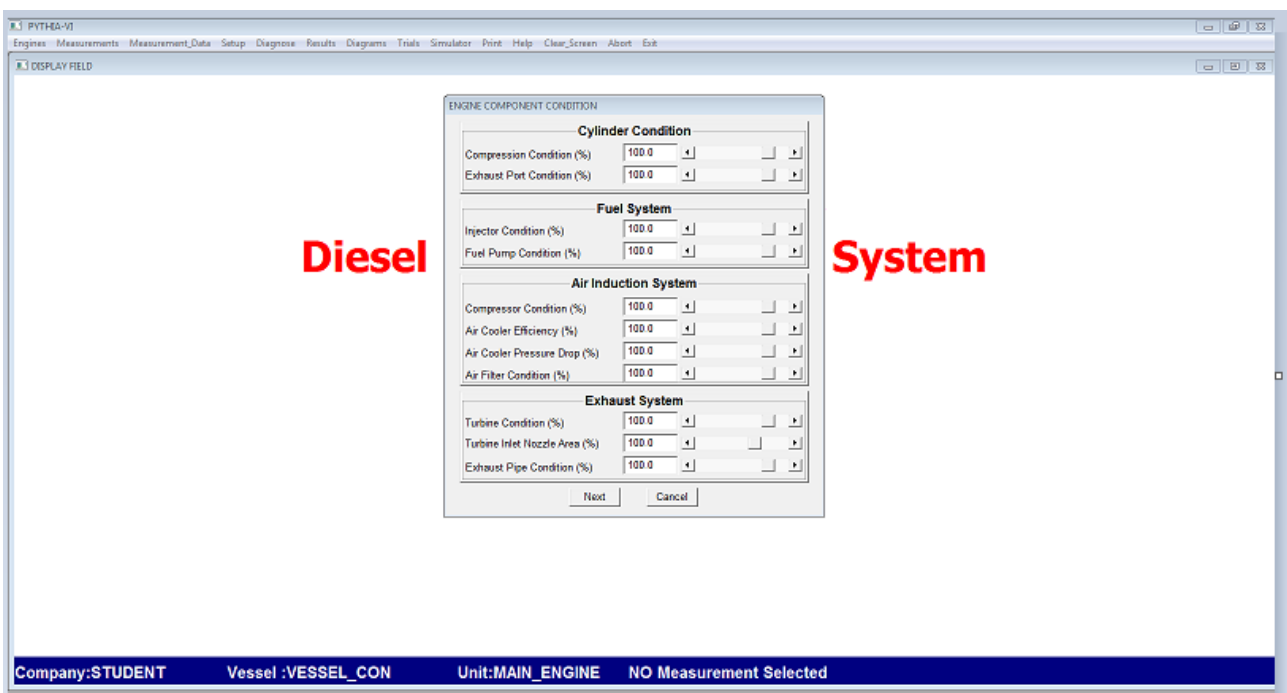 PYTHIA-VI
Engines Measurements Measurement_Data Setup Diagnose Results Diagrams Trials Simulator Print Help Clear_Screen Abort Exit
DISPLAY FIELD
ENGINE COMPONENT CONDITION
Cylinder Condition
Compression Condition (%) 100.0
Exhaust Port Condition (%) 100.0
Fuel System
Injector Condition (%) 100.0
Fuel Pump Condition (%) 100.0
Diesel System
Air Induction System
Compressor Condition (%) 100.0
Air Cooler Efficiency (%) 100.0
Air Cooler Pressure Drop (%) 100.0
Air Filter Condition (%) 100.0
Exhaust System
Turbine Condition (%) 100.0
Turbine Inlet Nozzle Area (%) 100.0
Exhaust Pipe Condition (%) 100.0
Next Cancel
Company:STUDENT Vessel :VESSEL_CON Unit:MAIN_ENGINE NO Measurement Selected